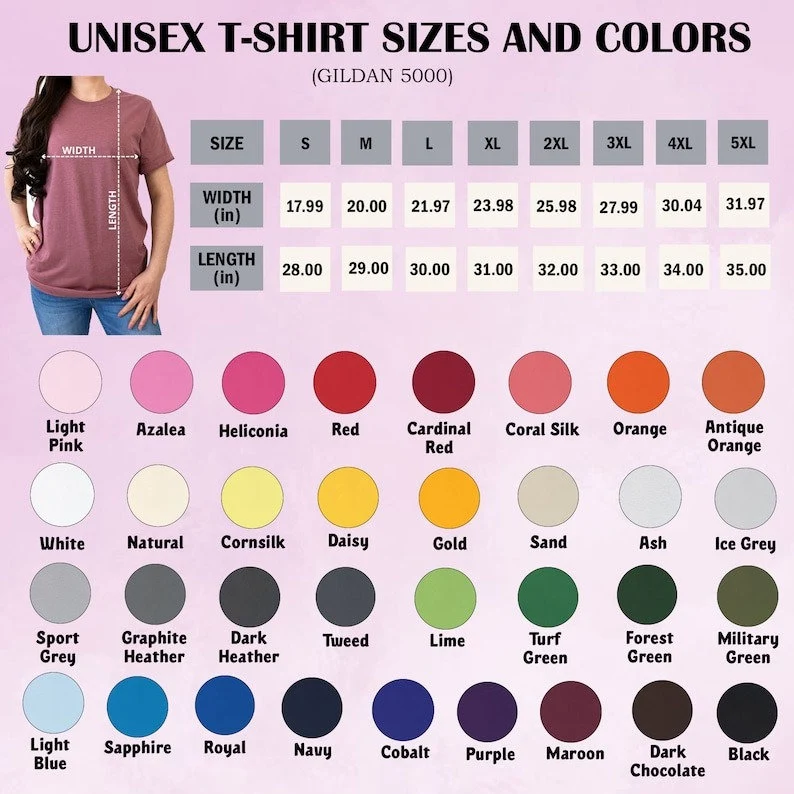 UNISEX T-SHIRT SIZES AND COLORS
(GILDAN 5000)
WIDTH
LENGTH
SIZE S M L XL 2XL 3XL 4XL 5XL
WIDTH
(in)
17.99 20.00 21.97 23.98 25.98 27.99 30.04 31.97
LENGTH
(in)
28.00 29.00 30.00 31.00 32.00 33.00 34.00 35.00
Light
Pink
Azalea
Heliconia
Red
Cardinal
Red
Coral Silk
Orange
Antique
Orange
White
Natural
Cornsilk
Daisy
Gold
Sand
Ash
Ice Grey
Sport
Grey
Graphite
Heather
Dark
Heather
Tweed
Lime
Turf
Green
Forest
Green
Military
Green
Light
Blue
Sapphire
Royal
Navy
Cobalt
Purple
Maroon
Dark
Chocolate
Black